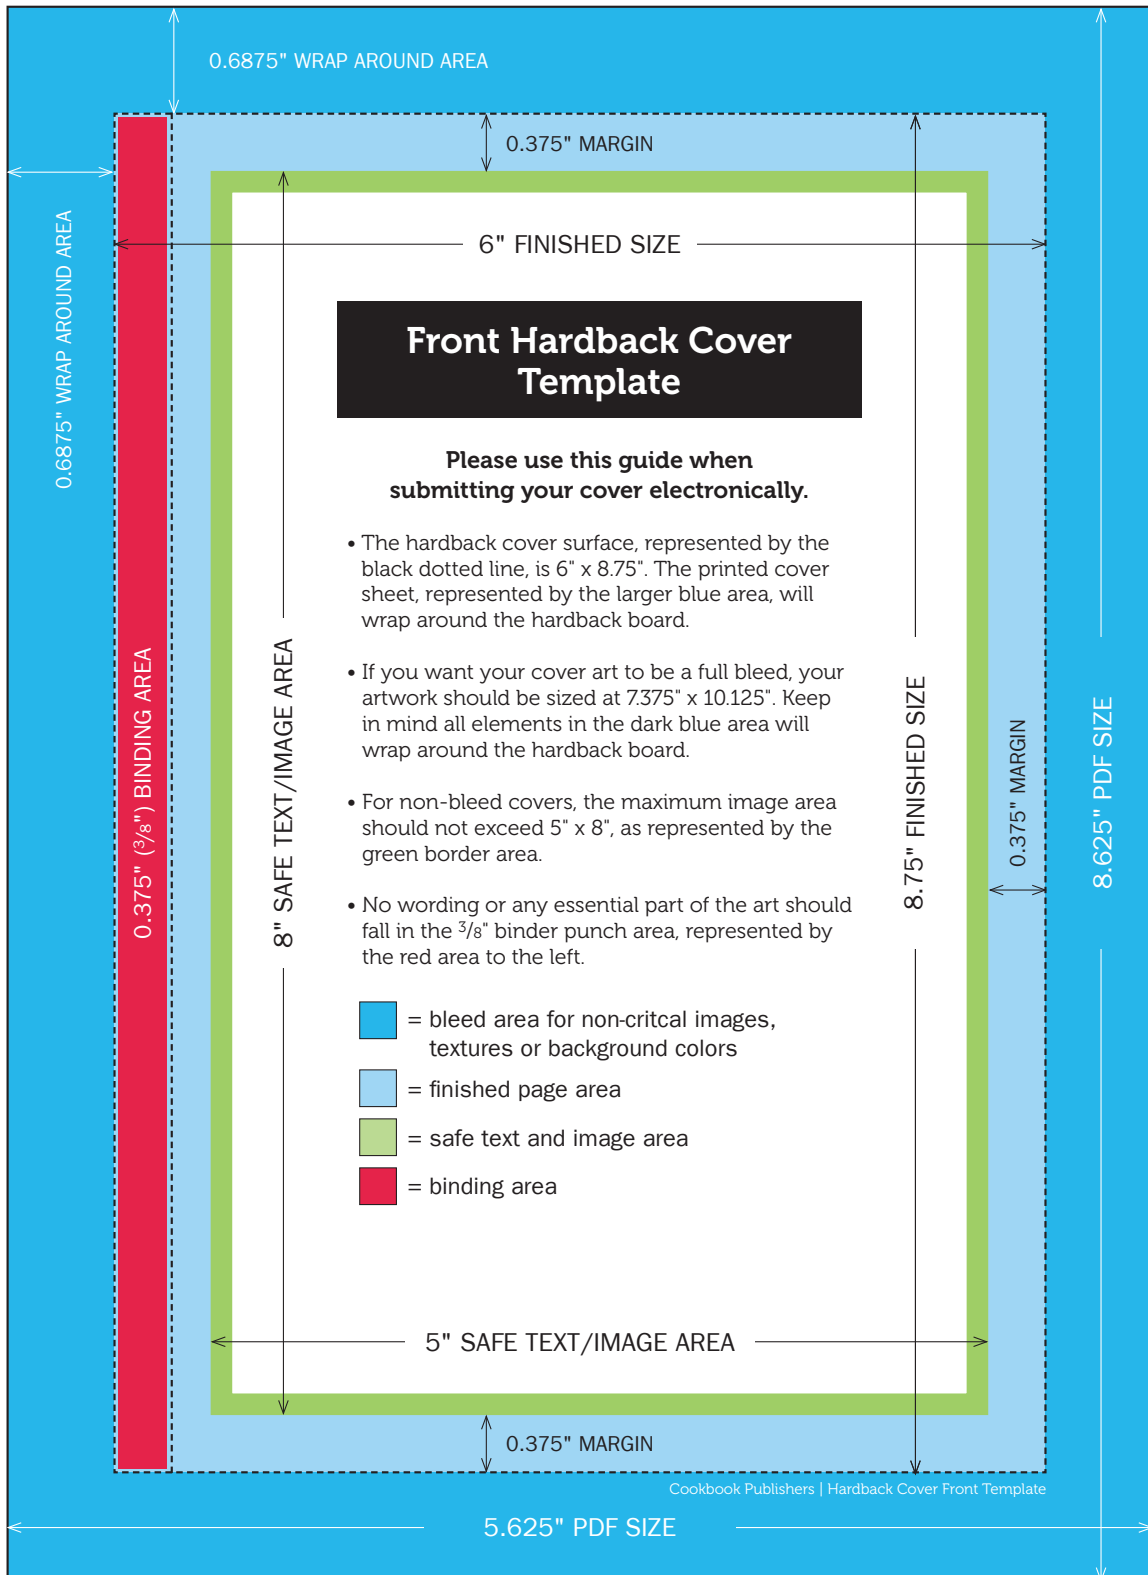 0.6875" WRAP AROUND AREA
0.375" MARGIN
0.6875" WRAP AROUND AREA
6" FINISHED SIZE
Front Hardback Cover
Template
Please use this guide when
submitting your cover electronically.
• The hardback cover surface, represented by the
black dotted line, is 6" x 8.75". The printed cover
sheet, represented by the larger blue area, will
wrap around the hardback board.
• If you want your cover art to be a full bleed, your
artwork should be sized at 7.375" x 10.125". Keep
in mind all elements in the dark blue area will
wrap around the hardback board.
• For non-bleed covers, the maximum image area
should not exceed 5" x 8", as represented by the
green border area.
• No wording or any essential part of the art should
fall in the 3/8" binder punch area, represented by
the red area to the left.
0.375" (3/8") BINDING AREA
8" SAFE TEXT/IMAGE AREA
8.75" FINISHED SIZE
0.375" MARGIN
8.625" PDF SIZE
= bleed area for non-critcal images,
textures or background colors
= finished page area
= safe text and image area
= binding area
5" SAFE TEXT/IMAGE AREA
0.375" MARGIN
Cookbook Publishers | Hardback Cover Front Template
5.625" PDF SIZE